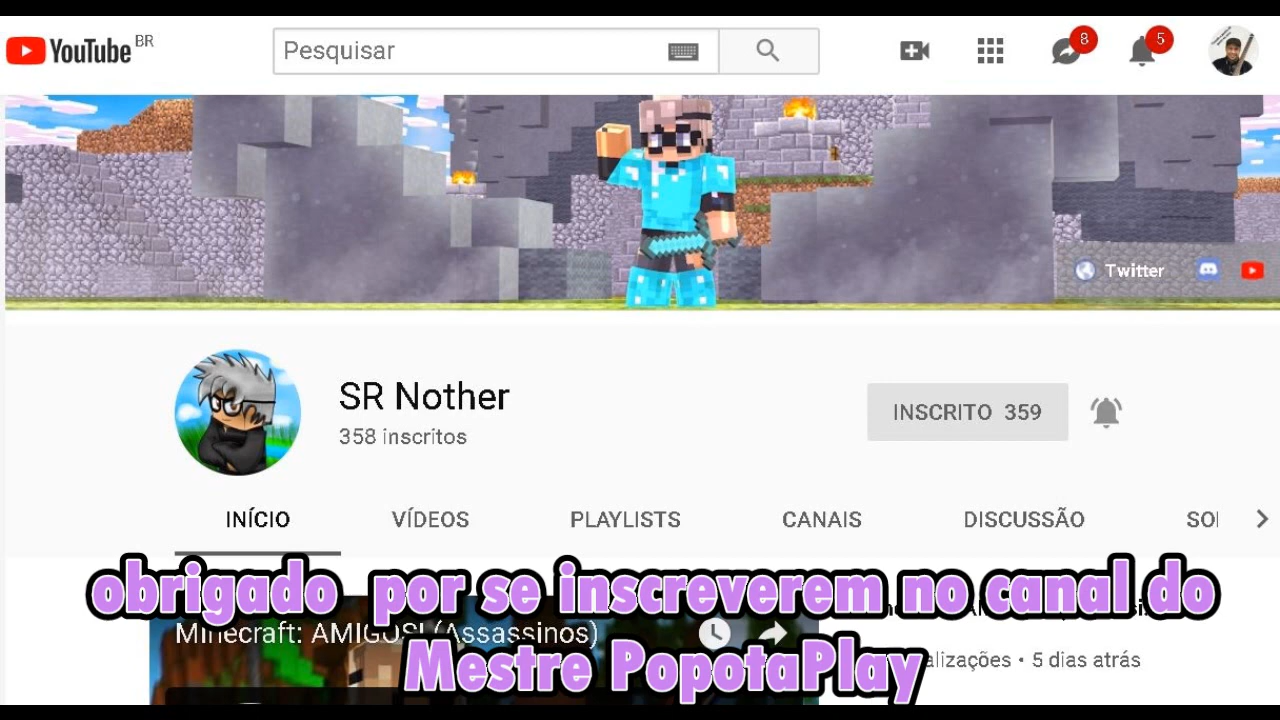 YouTube BR
Pesquisar
8
5
Twitter
SR Nother
358 inscritos
INSCRITO 359
INÍCIO
VÍDEOS
PLAYLISTS
CANAIS
DISCUSSÃO
obrigado por se inscreverem no canal do
Mestre PopotaPlay
Minecraft: AMIGOS! (Assassinos)
5 dias atrás